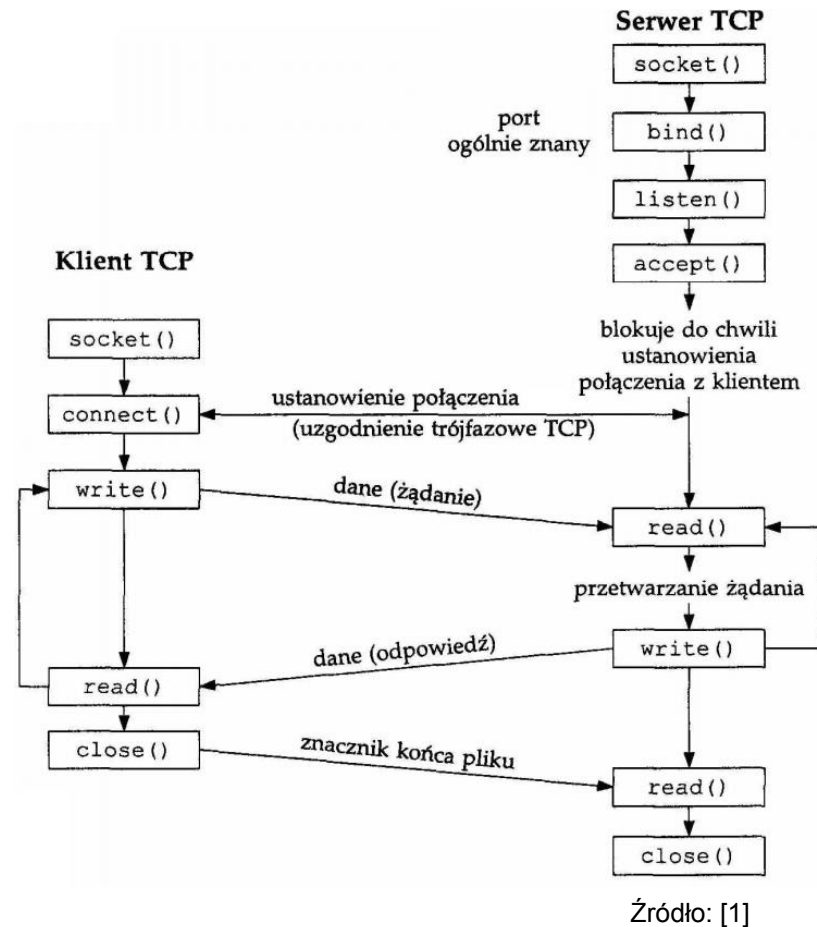 Serwer TCP
socket()
port
ogólnie znany
bind()
listen()
Klient TCP
accept()
socket()
blokuje do chwili
ustanowienia
połączenia z klientem
connect()
ustanowienie połączenia
(uzgodnienie trójfazowe TCP)
write()
dane (żądanie)
read()
przetwarzanie żądania
dane (odpowiedź)
write()
read()
close()
znacznik końca pliku
read()
close()
Źródło: [1]